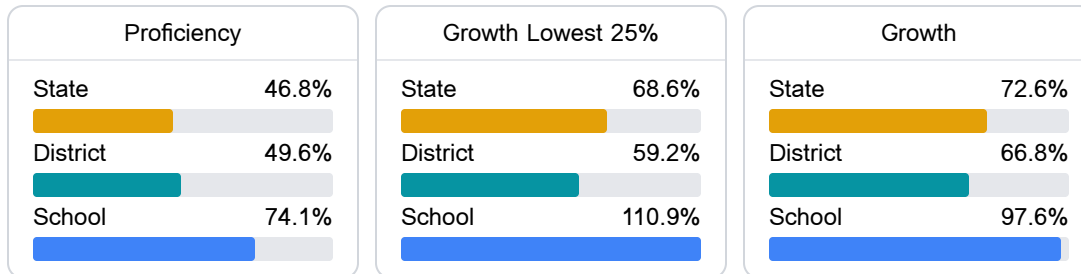 Proficiency
State 46.8%
District 49.6%
School 74.1%
Growth Lowest 25%
State 68.6%
District 59.2%
School 110.9%
Growth
State 72.6%
District 66.8%
School 97.6%